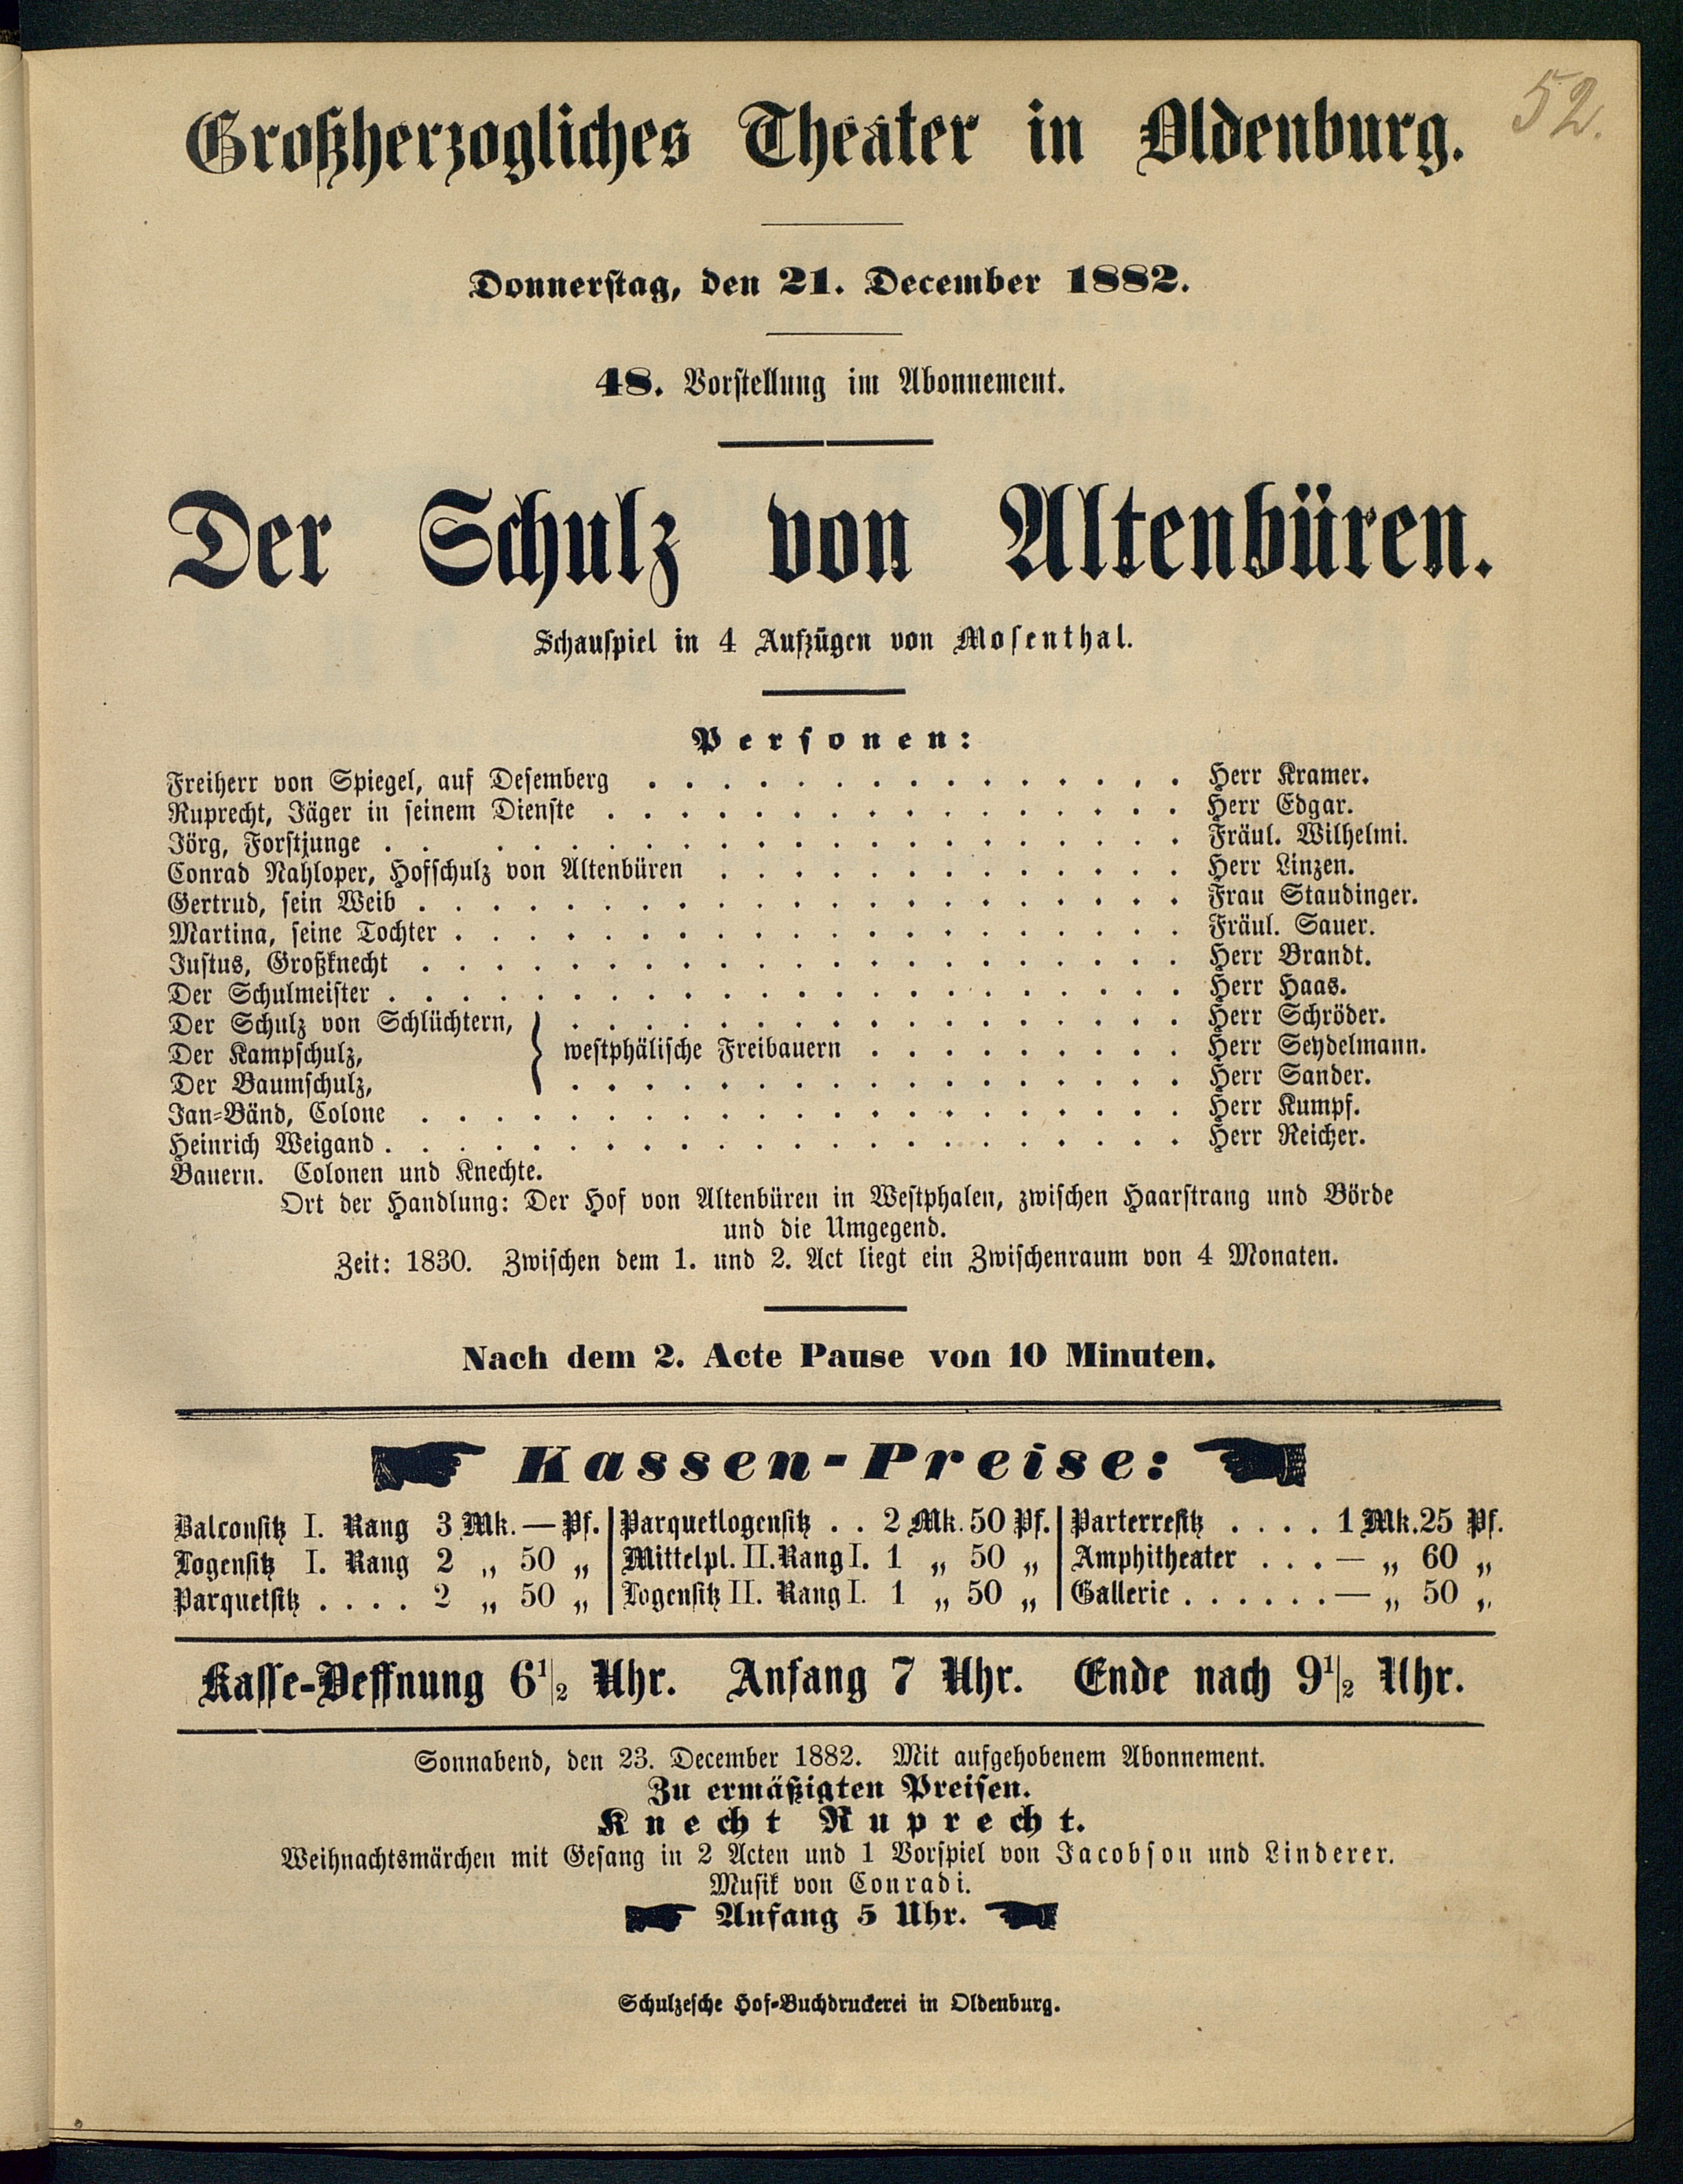 52.
Großherzogliches Theater in Oldenburg.
Donnerstag, den 21. December 1882.
48. Vorstellung im Abonnement.
Der Schulz von Altenbüren.
Schauspiel in 4 Aufzügen von Mosenthal.
Personen:
Freiherr von Spiegel, auf Desemberg . . . . . . . . . . . . . . . Herr Kramer.
Ruprecht, Jäger in seinem Dienste . . . . . . . . . . . . . . . . Herr Edgar.
Jörg, Forstjunge . . . . . . . . . . . . . . . . . . . . Fräul. Wilhelmi.
Conrad Nahloper, Hofschulz von Altenbüren . . . . . . . . . . . . . Herr Linzen.
Gertrud, sein Weib . . . . . . . . . . . . . . . . . . . . . Frau Staudinger.
Martina, seine Tochter . . . . . . . . . . . . . . . . . . . . Fräul. Sauer.
Justus, Großknecht . . . . . . . . . . . . . . . . . . . . . Herr Brandt.
Der Schulmeister . . . . . . . . . . . . . . . . . . . . . . Herr Haas.
Der Schulz von Schlüchtern, . . . . . . . . . . . . . . . . . Herr Schröder.
Der Kampschulz, } westphälische Freibauern . . . . . . . . . Herr Seydelmann.
Der Baumschulz, . . . . . . . . . . . . . . . . . Herr Sander.
Jan-Bänd, Colone . . . . . . . . . . . . . . . . . . . . . Herr Kumpf.
Heinrich Weigand . . . . . . . . . . . . . . . . . . . . . . Herr Reicher.
Bauern. Colonen und Knechte.
Ort der Handlung: Der Hof von Altenbüren in Westphalen, zwischen Haarstrang und Börde
und die Umgegend.
Zeit: 1830. Zwischen dem 1. und 2. Act liegt ein Zwischenraum von 4 Monaten.
Nach dem 2. Acte Pause von 10 Minuten.
Kassen-Preise:
Balconsitz I. Rang 3 Mk. — Pf. | Parquetlogensitz . . 2 Mk. 50 Pf. | Parterresitz . . . . 1 Mk. 25 Pf.
Logensitz I. Rang 2 „ 50 „ | Mittelpl. II. Rang I. 1 „ 50 „ | Amphitheater . . . — „ 60 „
Parquetsitz . . . . 2 „ 50 „ | Logensitz II. Rang I. 1 „ 50 „ | Gallerie . . . . . . — „ 50 „
Kasse-Oeffnung 6 1/2 Uhr. Anfang 7 Uhr. Ende nach 9 1/2 Uhr.
Sonnabend, den 23. December 1882. Mit aufgehobenem Abonnement.
Zu ermäßigten Preisen.
Knecht Ruprecht.
Weihnachtsmärchen mit Gesang in 2 Acten und 1 Vorspiel von Jacobson und Linderer.
Musik von Conradi.
Anfang 5 Uhr.
Schulzesche Hof-Buchdruckerei in Oldenburg.